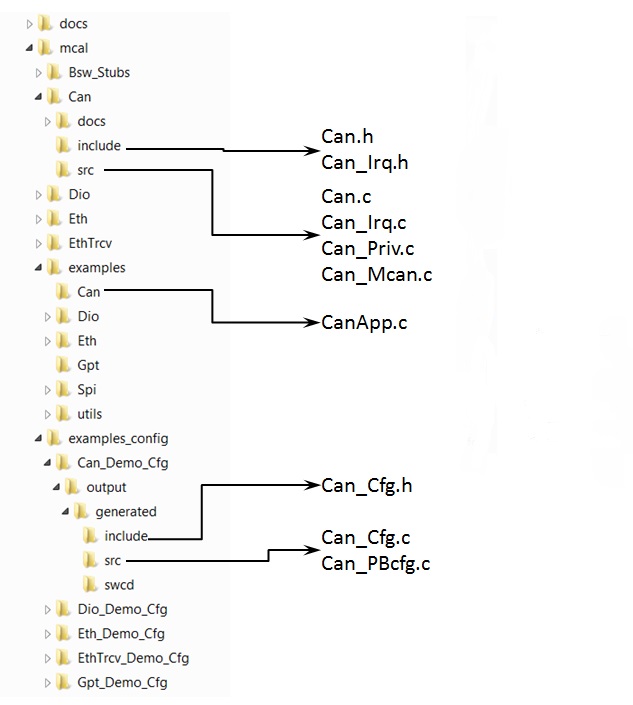 docs
mcal
Bsw_Stubs
Can
docs
include
src
Dio
Eth
EthTrcv
examples
Can
Dio
Eth
Gpt
Spi
utils
examples_config
Can_Demo_Cfg
output
generated
include
src
swcd
Dio_Demo_Cfg
Eth_Demo_Cfg
EthTrcv_Demo_Cfg
Gpt_Demo_Cfg
Can.h
Can_Irq.h
Can.c
Can_Irq.c
Can_Priv.c
Can_Mcan.c
CanApp.c
Can_Cfg.h
Can_Cfg.c
Can_PBcfg.c